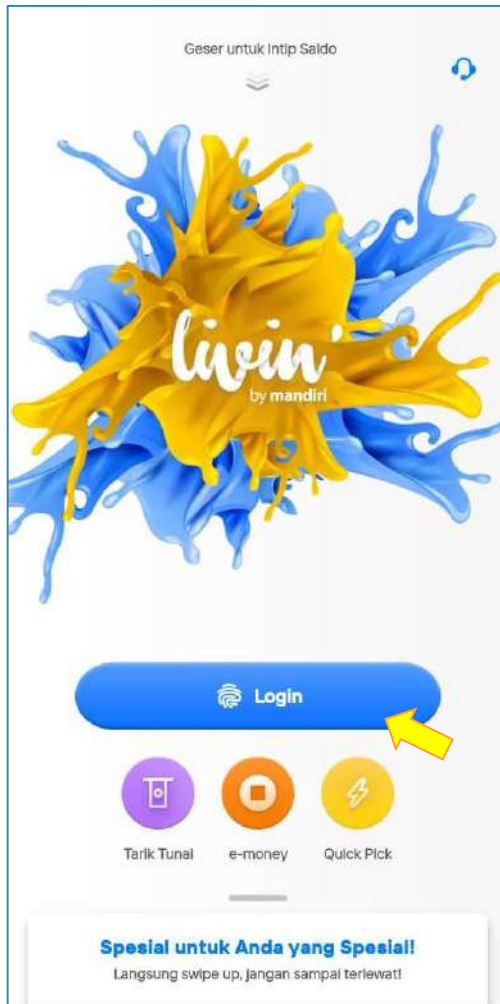 Geser untuk Intip Saldo
livin'
by mandiri
Login
Tarik Tunai
e-money
Quick Pick
Spesial untuk Anda yang Spesial!
Langsung swipe up, jangan sampai terlewat!